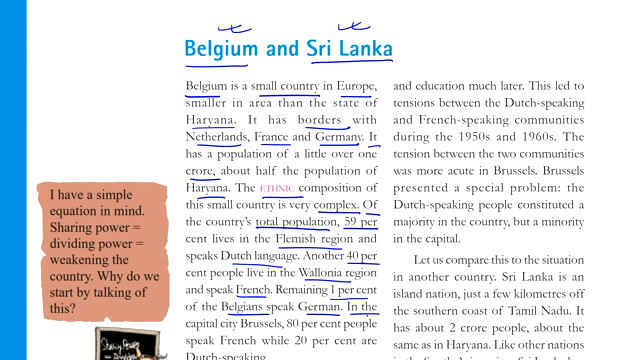 Belgium and Sri Lanka
Belgium is a small country in Europe,
smaller in area than the state of
Haryana. It has borders with
Netherlands, France and Germany. It
has a population of a little over one
crore, about half the population of
Haryana. The ETHNIC composition of
this small country is very complex. Of
the country's total population, 59 per
cent lives in the Flemish region and
speaks Dutch language. Another 40 per
cent people live in the Wallonia region
and speak French. Remaining 1 per cent
of the Belgians speak German. In the
capital city Brussels, 80 per cent people
speak French while 20 per cent are
Dutch-speaking.
and education much later. This led to
tensions between the Dutch-speaking
and French-speaking communities
during the 1950s and 1960s. The
tension between the two communities
was more acute in Brussels. Brussels
presented a special problem: the
Dutch-speaking people constituted a
majority in the country, but a minority
in the capital.
Let us compare this to the situation
in another country. Sri Lanka is an
island nation, just a few kilometres off
the southern coast of Tamil Nadu. It
has about 2 crore people, about the
same as in Haryana. Like other nations
I have a simple
equation in mind.
Sharing power =
dividing power =
weakening the
country. Why do we
start by talking of
this?